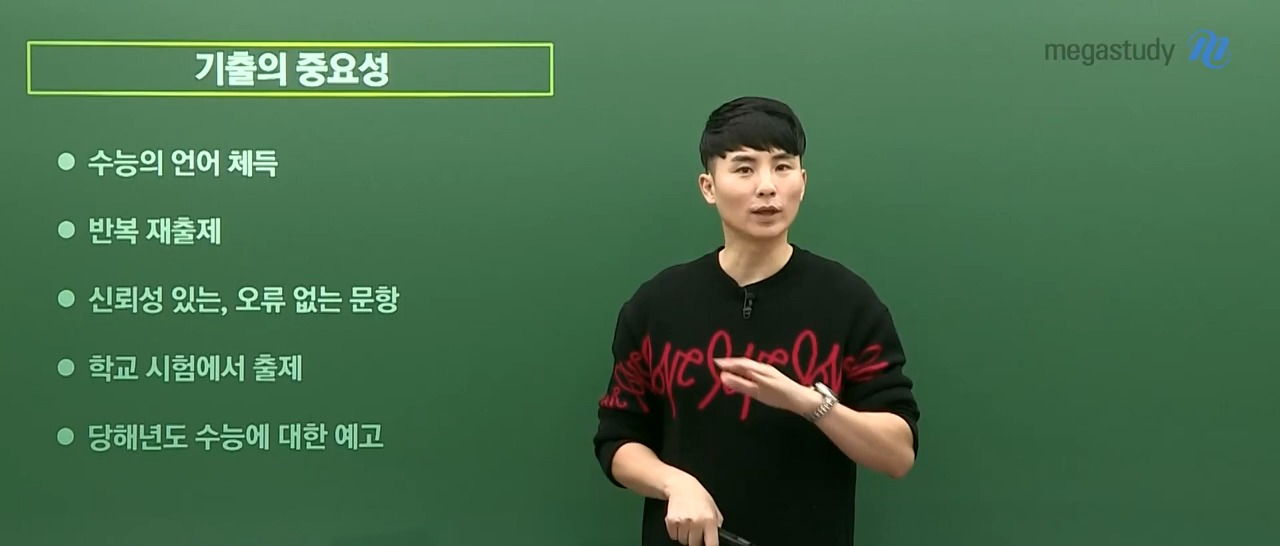 megastudy
기출의 중요성
수능의 언어 체득
반복 재출제
신뢰성 있는, 오류 없는 문항
학교 시험에서 출제
당해년도 수능에 대한 예고